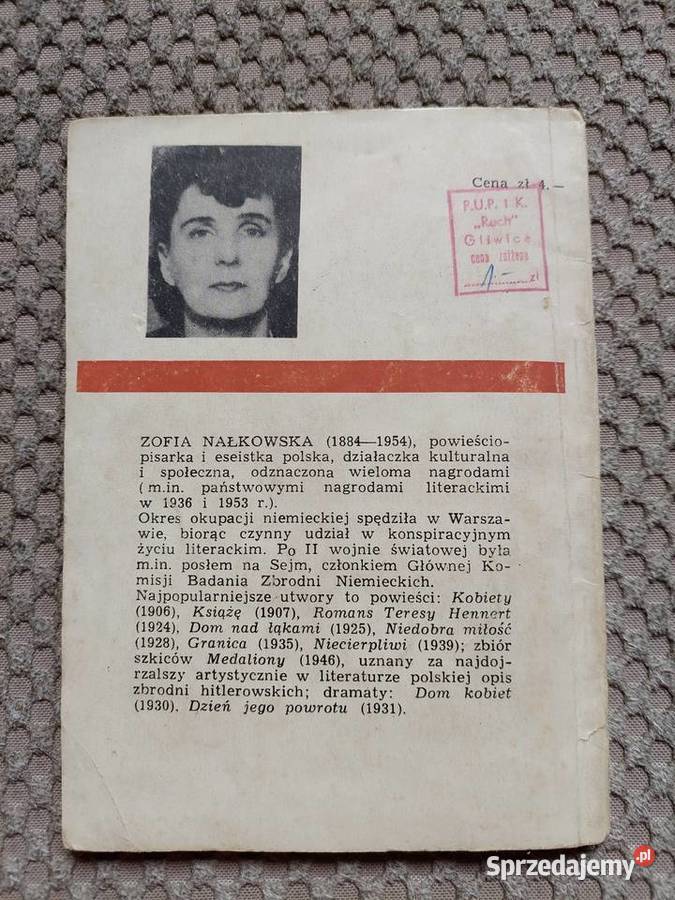 Cena zł 4.—
P.U.P. i K.
„Ruch"
Gliwice
cena zniżona
zł
ZOFIA NAŁKOWSKA (1884—1954), powieścio-
pisarka i eseistka polska, działaczka kulturalna
i społeczna, odznaczona wieloma nagrodami
(m.in. państwowymi nagrodami literackimi
w 1936 i 1953 r.).
Okres okupacji niemieckiej spędziła w Warsza-
wie, biorąc czynny udział w konspiracyjnym
życiu literackim. Po II wojnie światowej była
m.in. posłem na Sejm, członkiem Głównej Ko-
misji Badania Zbrodni Niemieckich.
Najpopularniejsze utwory to powieści: Kobiety
(1906), Książę (1907), Romans Teresy Hennert
(1924), Dom nad łąkami (1925), Niedobra miłość
(1928), Granica (1935), Niecierpliwi (1939); zbiór
szkiców Medaliony (1946), uznany za najdoj-
rzalszy artystycznie w literaturze polskiej opis
zbrodni hitlerowskich; dramaty: Dom kobiet
(1930), Dzień jego powrotu (1931).
Sprzedajemy.pl